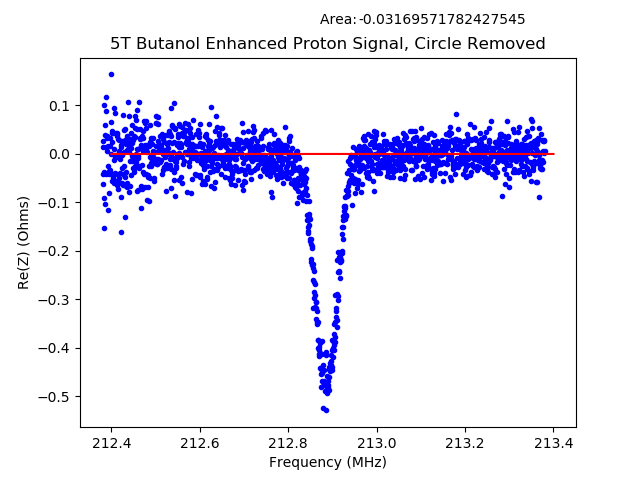 Area: -0.03169571782427545
5T Butanol Enhanced Proton Signal, Circle Removed
0.1
0.0
−0.1
−0.2
−0.3
−0.4
−0.5
Re(Z) (Ohms)
212.4 212.6 212.8 213.0 213.2 213.4
Frequency (MHz)